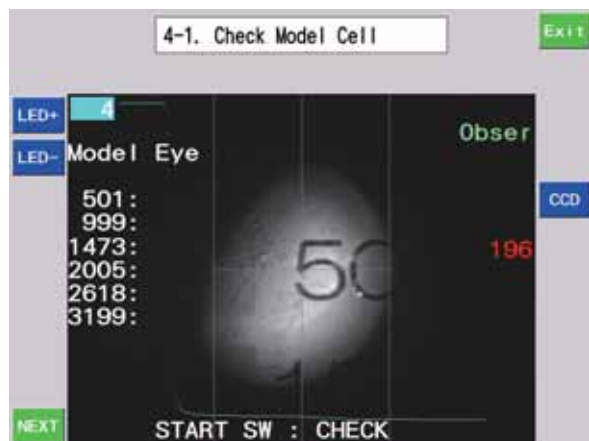 4-1. Check Model Cell
Exit
LED+
4
Obser
LED-
Model Eye
501:
999:
CCD
1473:
196
2005:
50
2618:
3199:
NEXT
START SW : CHECK